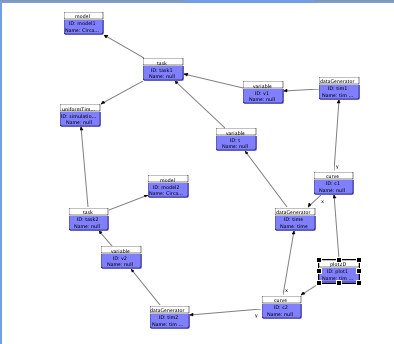 model
ID: model1
Name: Circa...
task
ID: task1
Name: null
variable
ID: v1
Name: null
dataGenerator
ID: tim1
Name: tim ...
uniformTim...
ID: simulatio...
Name: null
variable
ID: t
Name: null
y
model
ID: model2
Name: Circa...
curve
ID: c1
Name: null
x
task
ID: task2
Name: null
dataGenerator
ID: time
Name: time
variable
ID: v2
Name: null
plot2D
ID: plot1
Name: tim ...
x
curve
ID: c2
Name: null
dataGenerator
ID: tim2
Name: tim ...
y